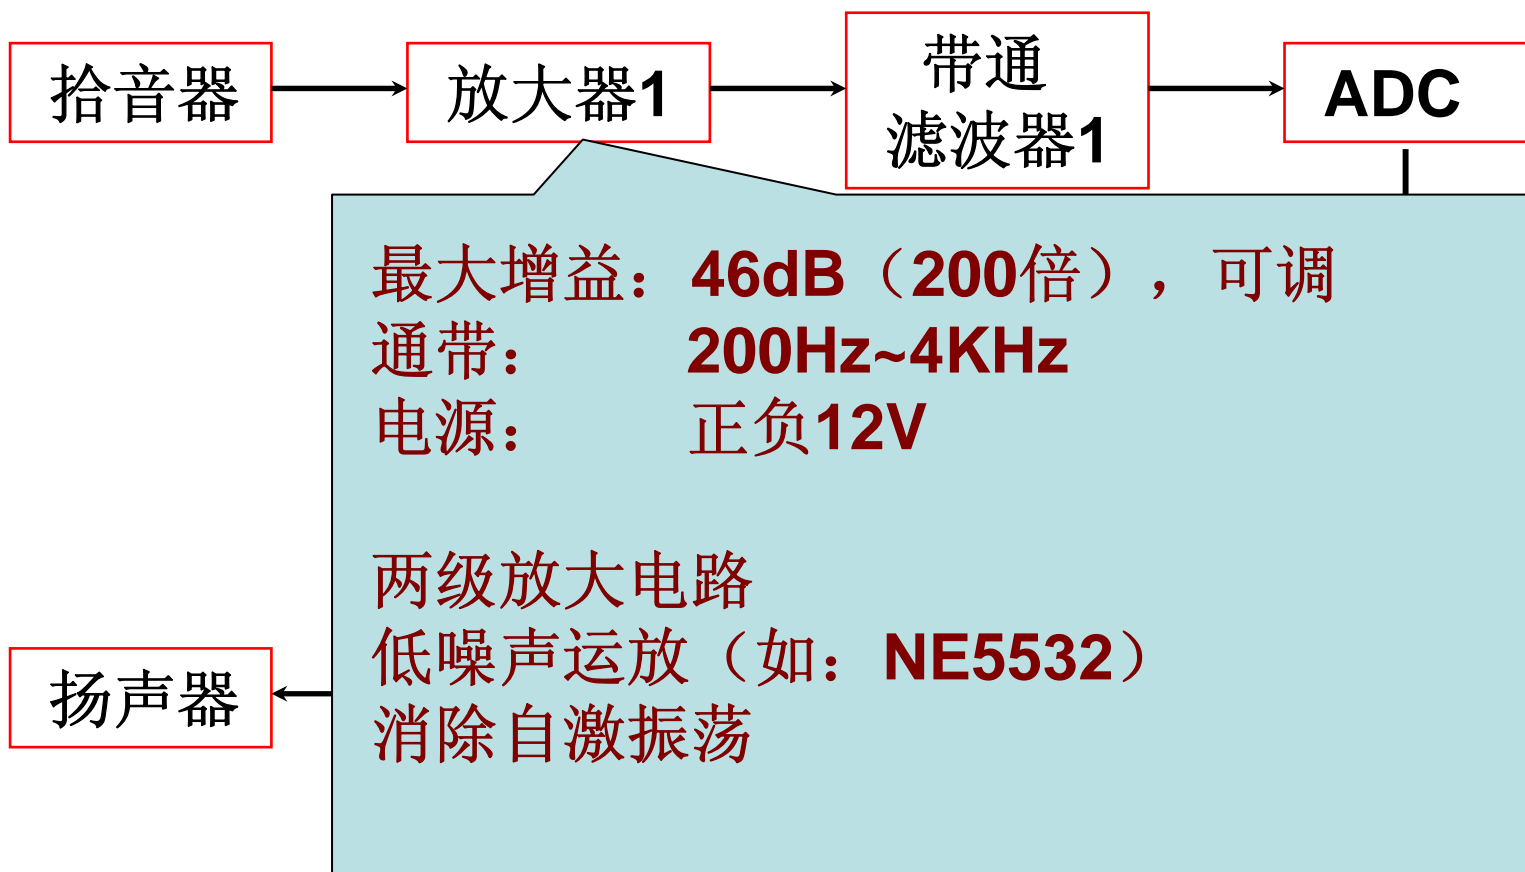 拾音器
放大器1
带通
滤波器1
ADC
最大增益：46dB（200倍），可调
通带：200Hz~4KHz
电源：正负12V
两级放大电路
低噪声运放（如：NE5532）
消除自激振荡
扬声器